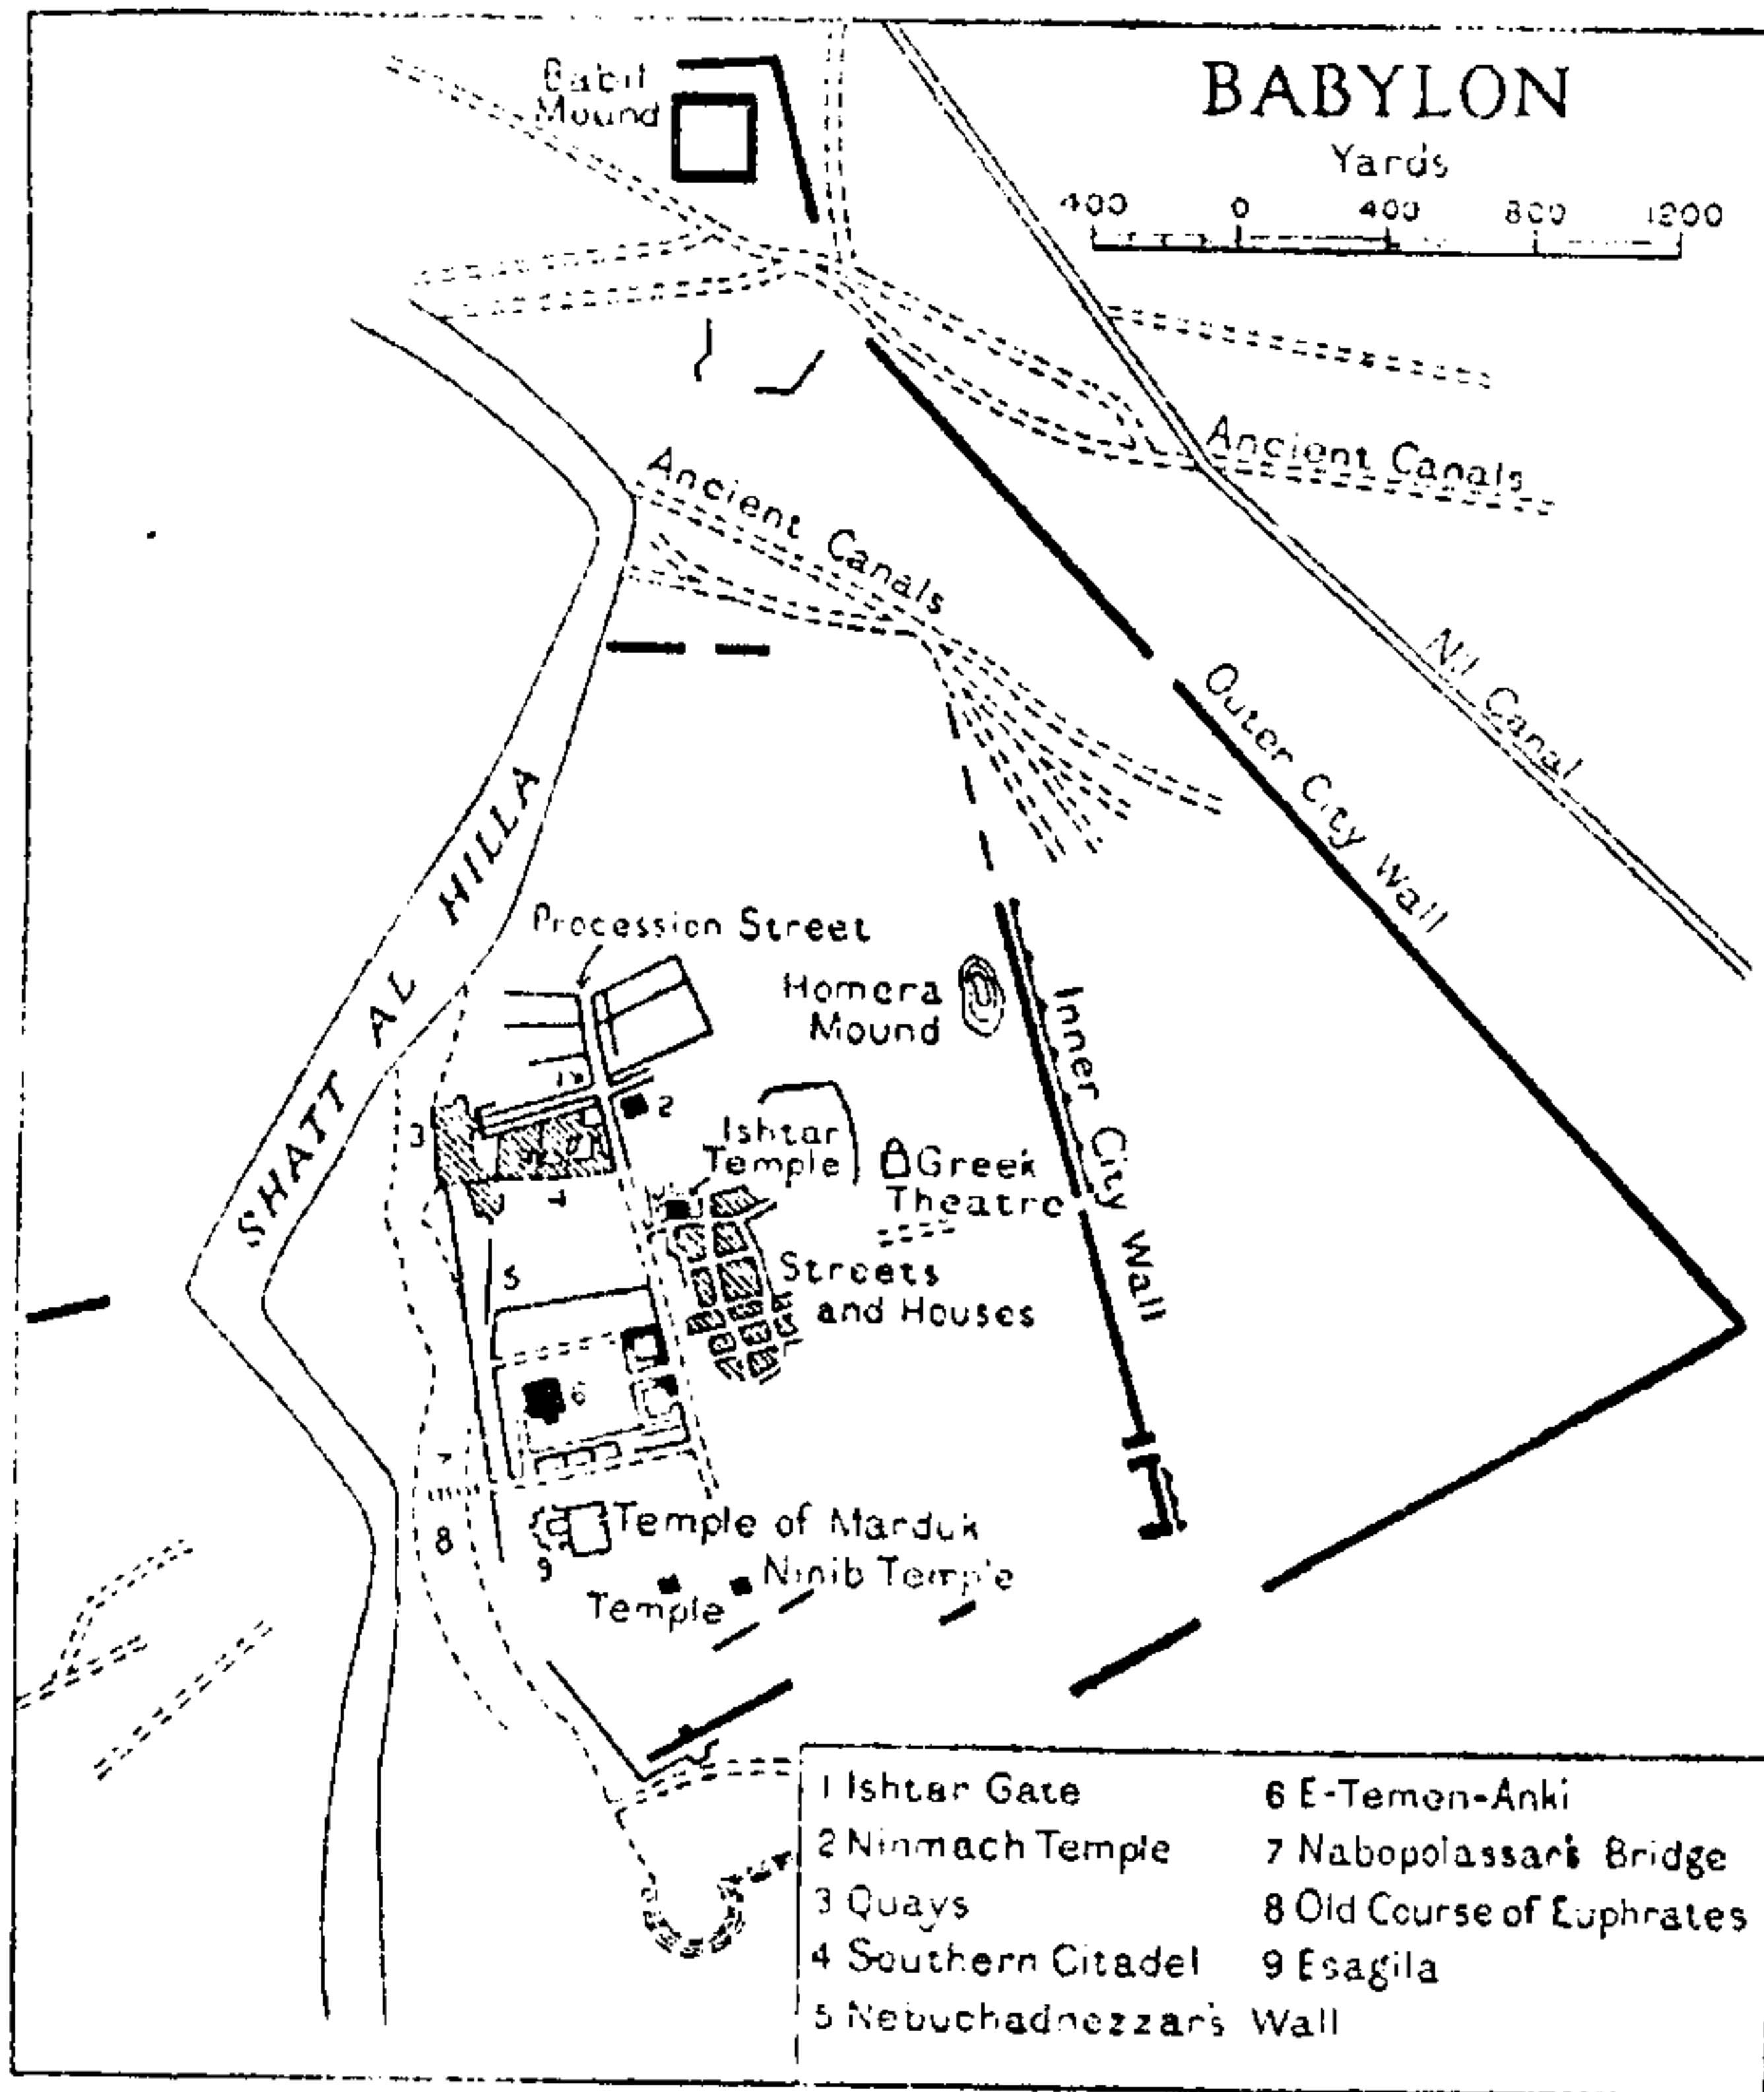 BABYLON
Yards
400 0 400 800 1200
Babil
Mound
Ancient Canals
Ancient Canals
Nil Canal
Outer City Wall
SHATT AL HILLA
Procession Street
Homera
Mound
Inner City Wall
1
2
3
Ishtar
Temple
Greek
Theatre
4
5
Streets
and Houses
6
7
8
Temple of Marduk
9
Ninib Temple
Temple
1 Ishtar Gate
2 Ninmach Temple
3 Quays
4 Southern Citadel
5 Nebuchadnezzar's Wall
6 E-Temen-Anki
7 Nabopolassar's Bridge
8 Old Course of Euphrates
9 Esagila